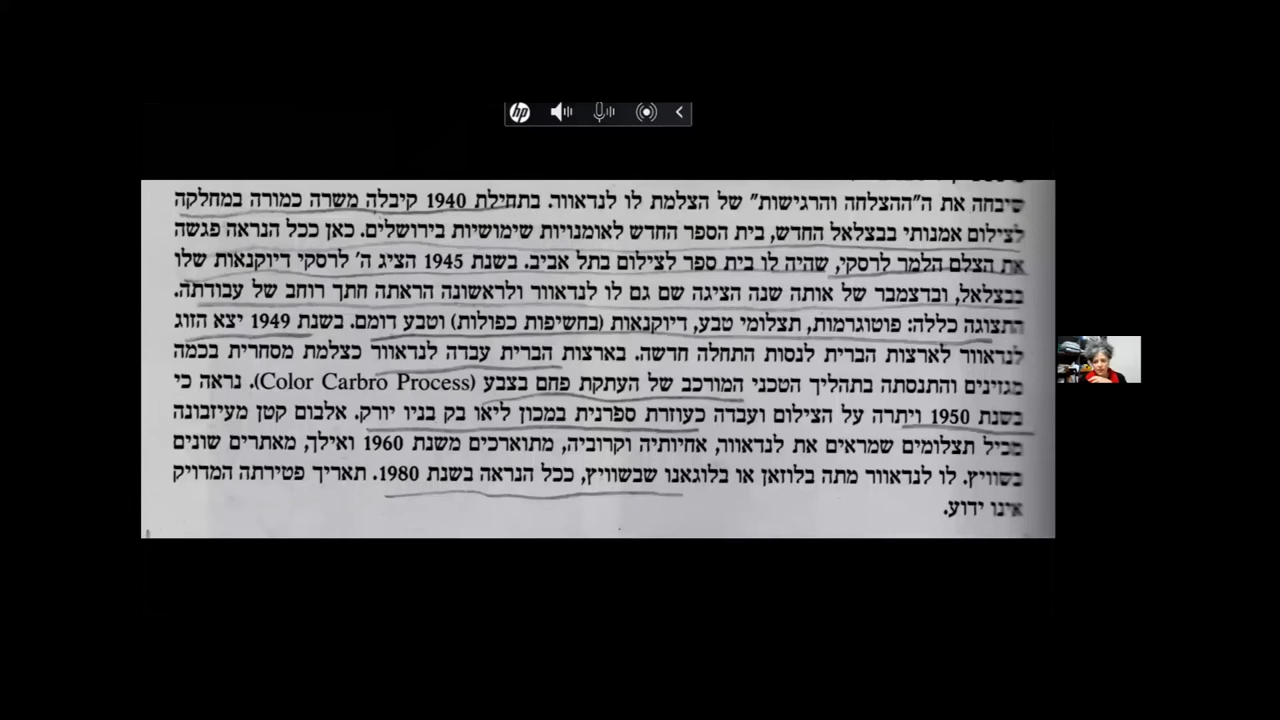 hp
שיבחה את ה"ההצלחה והרגישות" של הצלמת לו לנדאוור. בתחילת 1940 קיבלה משרה כמורה במחלקה
לצילום אמנותי בבצלאל החדש, בית הספר החדש לאומנויות שימושיות בירושלים. כאן ככל הנראה פגשה
את הצלם הלמר לרסקי, שהיה לו בית ספר לצילום בתל אביב. בשנת 1945 הציג ה' לרסקי דיוקנאות שלו
בבצלאל, ובדצמבר של אותה שנה הציגה שם גם לו לנדאוור ולראשונה הראתה חתך רוחב של עבודתה.
התצוגה כללה: פוטוגרמות, תצלומי טבע, דיוקנאות (בחשיפות כפולות) וטבע דומם. בשנת 1949 יצא הזוג
לנדאוור לארצות הברית לנסות התחלה חדשה. בארצות הברית עבדה לנדאוור כצלמת מסחרית בכמה
מגזינים והתנסתה בתהליך הטכני המורכב של העתקת פחם בצבע (Color Carbro Process). נראה כי
בשנת 1950 ויתרה על הצילום ועבדה כעוזרת ספרנית במכון ליאו בק בניו יורק. אלבום קטן מעיזבונה
מכיל תצלומים שמראים את לנדאוור, אחיותיה וקרוביה, מתוארכים משנת 1960 ואילך, מאתרים שונים
בשוויץ. לו לנדאוור מתה בלוזאן או בלוגאנו שבשוויץ, ככל הנראה בשנת 1980. תאריך פטירתה המדויק
אינו ידוע.